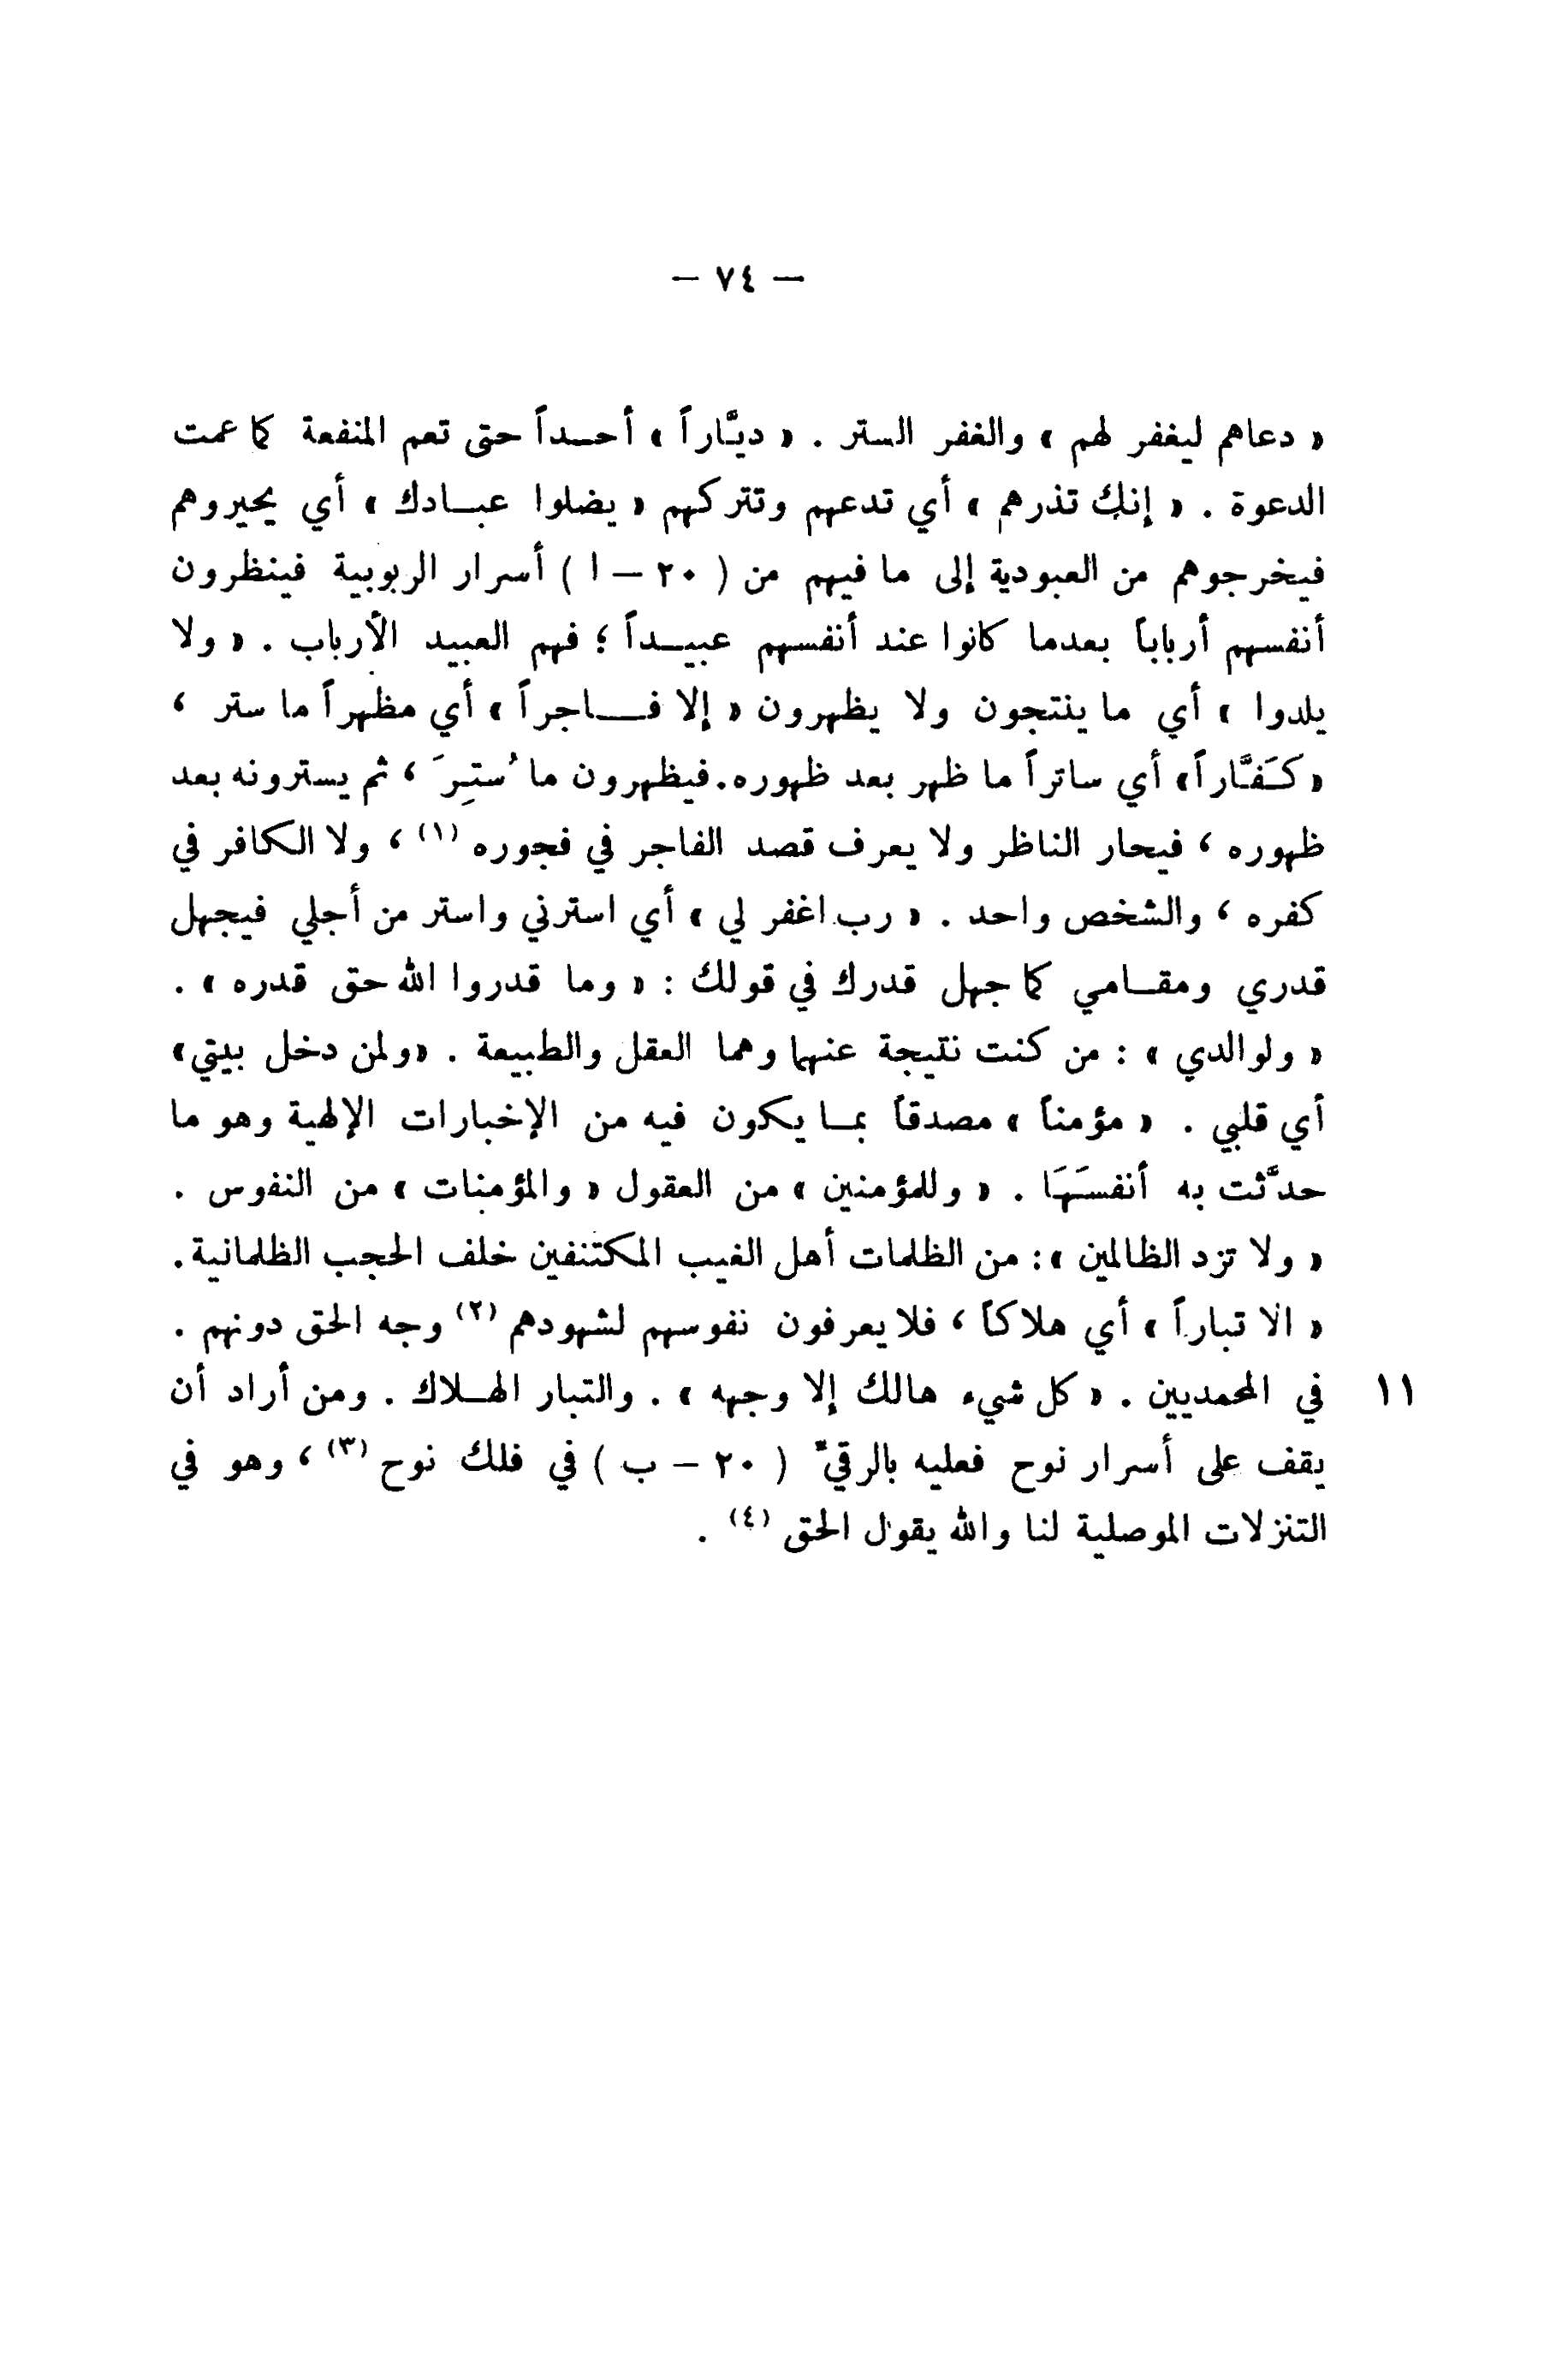 — ٧٤ —
« دعاهم ليغفر لهم » والغفر الستر . « ديَّاراً » أحـداً حتى تعم المنفعة كما عمت
الدعوة . « إنك تذرهم » أي تدعهم وتتركهم « يضلوا عبـادك » أي يحيروهم
فيخرجوهم من العبودية إلى ما فيهم من ( ٢٠ – ا ) أسرار الربوبية فينظرون
أنفسهم أرباباً بعدما كانوا عند أنفسهم عبيـداً ؛ فهم العبيد الأرباب . « ولا
يلدوا » أي ما ينتجون ولا يظهرون « إلا فـاجراً » أي مظهراً ما ستر ،
« كَفَّاراً» أي ساتراً ما ظهر بعد ظهوره. فيظهرون ما سُتِرَ ، ثم يسترونه بعد
ظهوره ، فيحار الناظر ولا يعرف قصد الفاجر في فجوره (١) ، ولا الكافر في
كفره ، والشخص واحد . « رب اغفر لي » أي استرني واستر من أجلي فيجهل
قدري ومقـامي كما جهل قدرك في قولك : « وما قدروا الله حق قدره » .
« ولوالدي » : من كنت نتيجة عنهما وهما العقل والطبيعة . «ولمن دخل بيتي»
أي قلبي . « مؤمناً » مصدقاً بمـا يكون فيه من الإخبارات الإلهية وهو ما
حدَّثت به أنفسَهَا . « وللمؤمنين » من العقول « والمؤمنات » من النفوس .
« ولا تزد الظالمين »: من الظلمات أهل الغيب المكتنفين خلف الحجب الظلمانية.
« الا تباراً » أي هلاكاً ، فلا يعرفون نفوسهم لشهودهم (٢) وجه الحق دونهم .
١١ في المحمديين . « كل شيء هالك إلا وجهه » . والتبار الهـلاك . ومن أراد أن
يقف على أسرار نوح فعليه بالرقيّ ( ٢٠ – ب ) في فلك نوح (٣) ، وهو في
التنزلات الموصلية لنا والله يقول الحق (٤) .